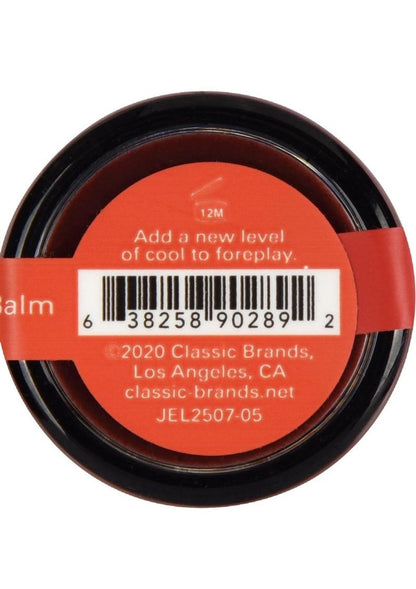 12M
Add a new level
of cool to foreplay.
Balm
6 38258 90289 2
©2020 Classic Brands,
Los Angeles, CA
classic-brands.net
JEL2507-05